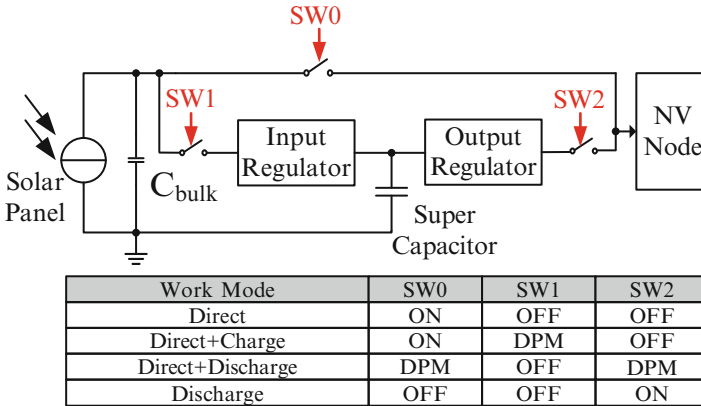 SW0
SW1
SW2
Input
Regulator
Output
Regulator
NV
Node
Solar
Panel
C_bulk
Super
Capacitor
Work Mode SW0 SW1 SW2
Direct ON OFF OFF
Direct+Charge ON DPM OFF
Direct+Discharge DPM OFF DPM
Discharge OFF OFF ON